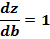 dz/db = 1